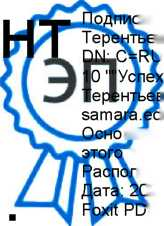 НТ
ЭП
Подпис
Терентье
DN: C=RU
10 "Успех
Терентьев
samara.ec
Осно
этого
Распог
Дата: 20
Foxit PD
.